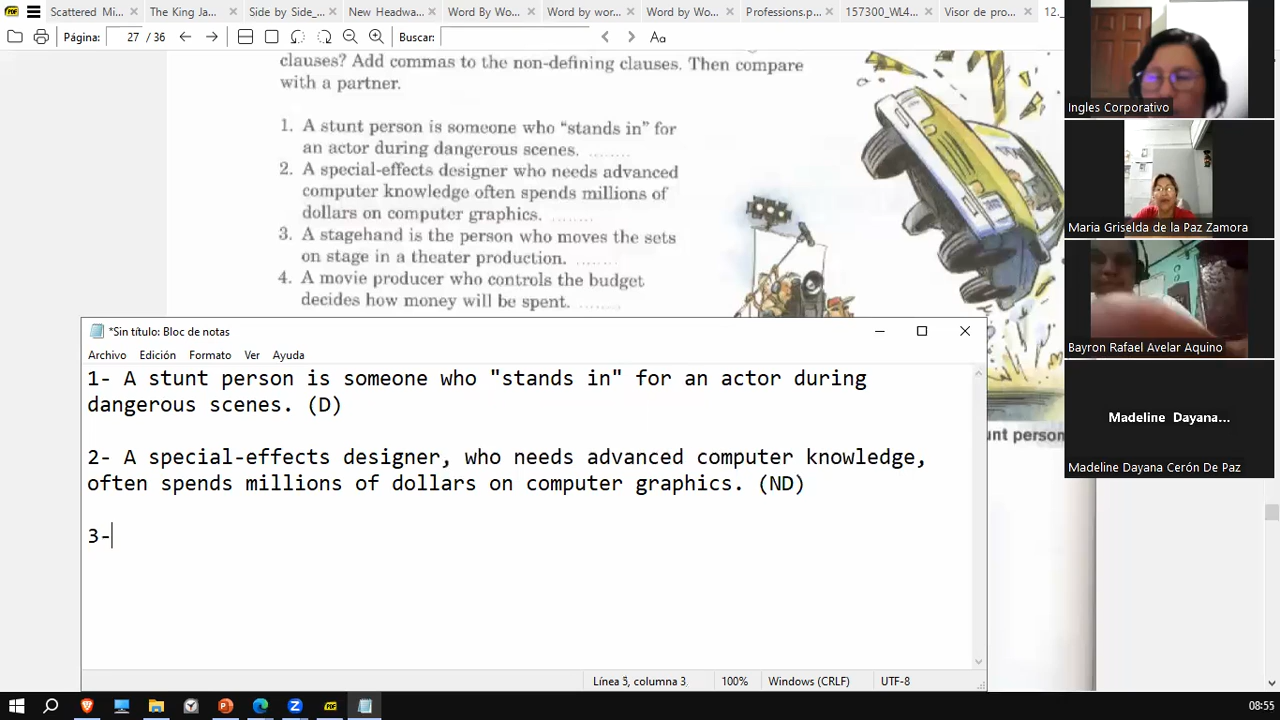 Scattered Mi...
The King Ja...
Side by Side_...
New Headwa...
Word By Wo...
Word by wor...
Word by Wo...
Professions.p...
157300_WL4...
Visor de pro...
12._
Página: 27 / 36
Buscar:
Aa
clauses? Add commas to the non-defining clauses. Then compare
with a partner.
1. A stunt person is someone who “stands in” for
an actor during dangerous scenes. ........
2. A special-effects designer who needs advanced
computer knowledge often spends millions of
dollars on computer graphics. ........
3. A stagehand is the person who moves the sets
on stage in a theater production. ........
4. A movie producer who controls the budget
decides how money will be spent. ........
unt person
*Sin título: Bloc de notas
Archivo Edición Formato Ver Ayuda
1- A stunt person is someone who "stands in" for an actor during
dangerous scenes. (D)
2- A special-effects designer, who needs advanced computer knowledge,
often spends millions of dollars on computer graphics. (ND)
3-
Línea 5, columna 3
100%
Windows (CRLF)
UTF-8
Ingles Corporativo
Maria Griselda de la Paz Zamora
Bayron Rafael Avelar Aquino
Madeline Dayana...
Madeline Dayana Cerón De Paz
08:55